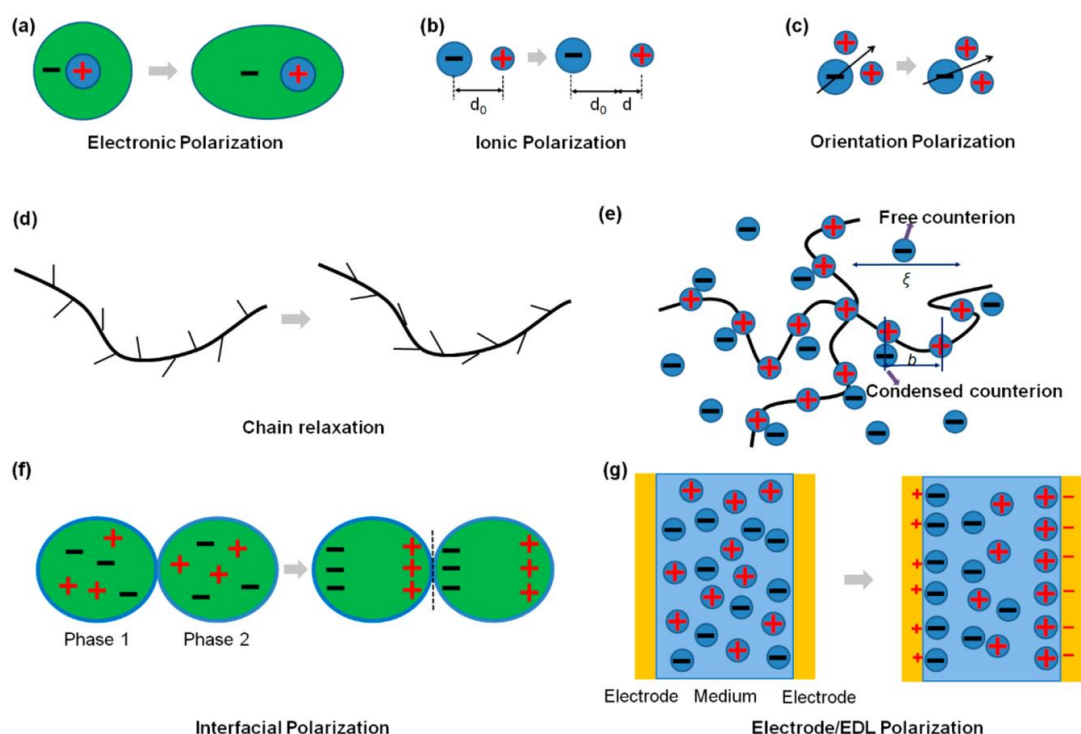 (a)
Electronic Polarization
(b)
d0
d0
d
Ionic Polarization
(c)
Orientation Polarization
(d)
Chain relaxation
(e)
Free counterion
ξ
b
Condensed counterion
(f)
Phase 1
Phase 2
Interfacial Polarization
(g)
Electrode
Medium
Electrode
Electrode/EDL Polarization